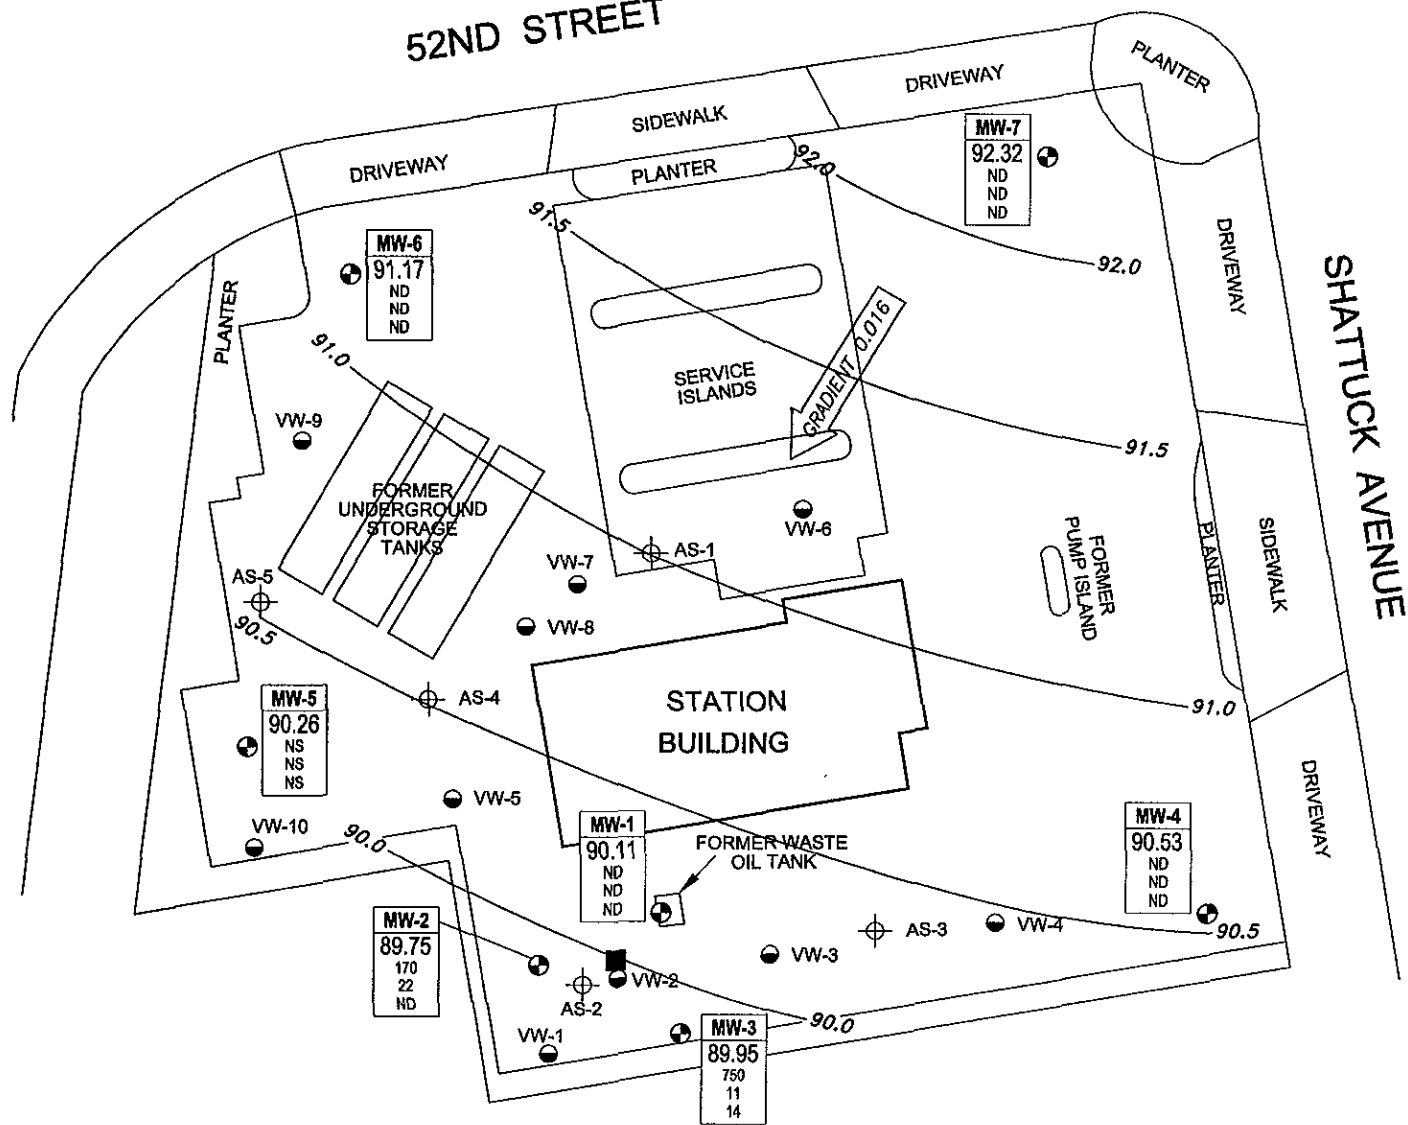 52ND STREET
PLANTER
DRIVEWAY
SIDEWALK
DRIVEWAY
PLANTER
92.0
MW-7
92.32
ND
ND
ND
91.5
MW-6
91.17
ND
ND
ND
DRIVEWAY
92.0
PLANTER
SHATTUCK AVENUE
91.0
GRADIENT 0.016
SERVICE
ISLANDS
VW-9
91.5
FORMER
UNDERGROUND
STORAGE
TANKS
VW-6
FORMER
PUMP ISLAND
PLANTER
SIDEWALK
AS-1
VW-7
AS-5
VW-8
90.5
AS-4
STATION
BUILDING
91.0
MW-5
90.26
NS
NS
NS
DRIVEWAY
VW-5
VW-10
90.0
MW-1
90.11
ND
ND
ND
FORMER WASTE
OIL TANK
MW-4
90.53
ND
ND
ND
MW-2
89.75
170
22
ND
AS-3
VW-4
90.5
VW-3
VW-2
AS-2
90.0
VW-1
MW-3
89.95
750
11
14